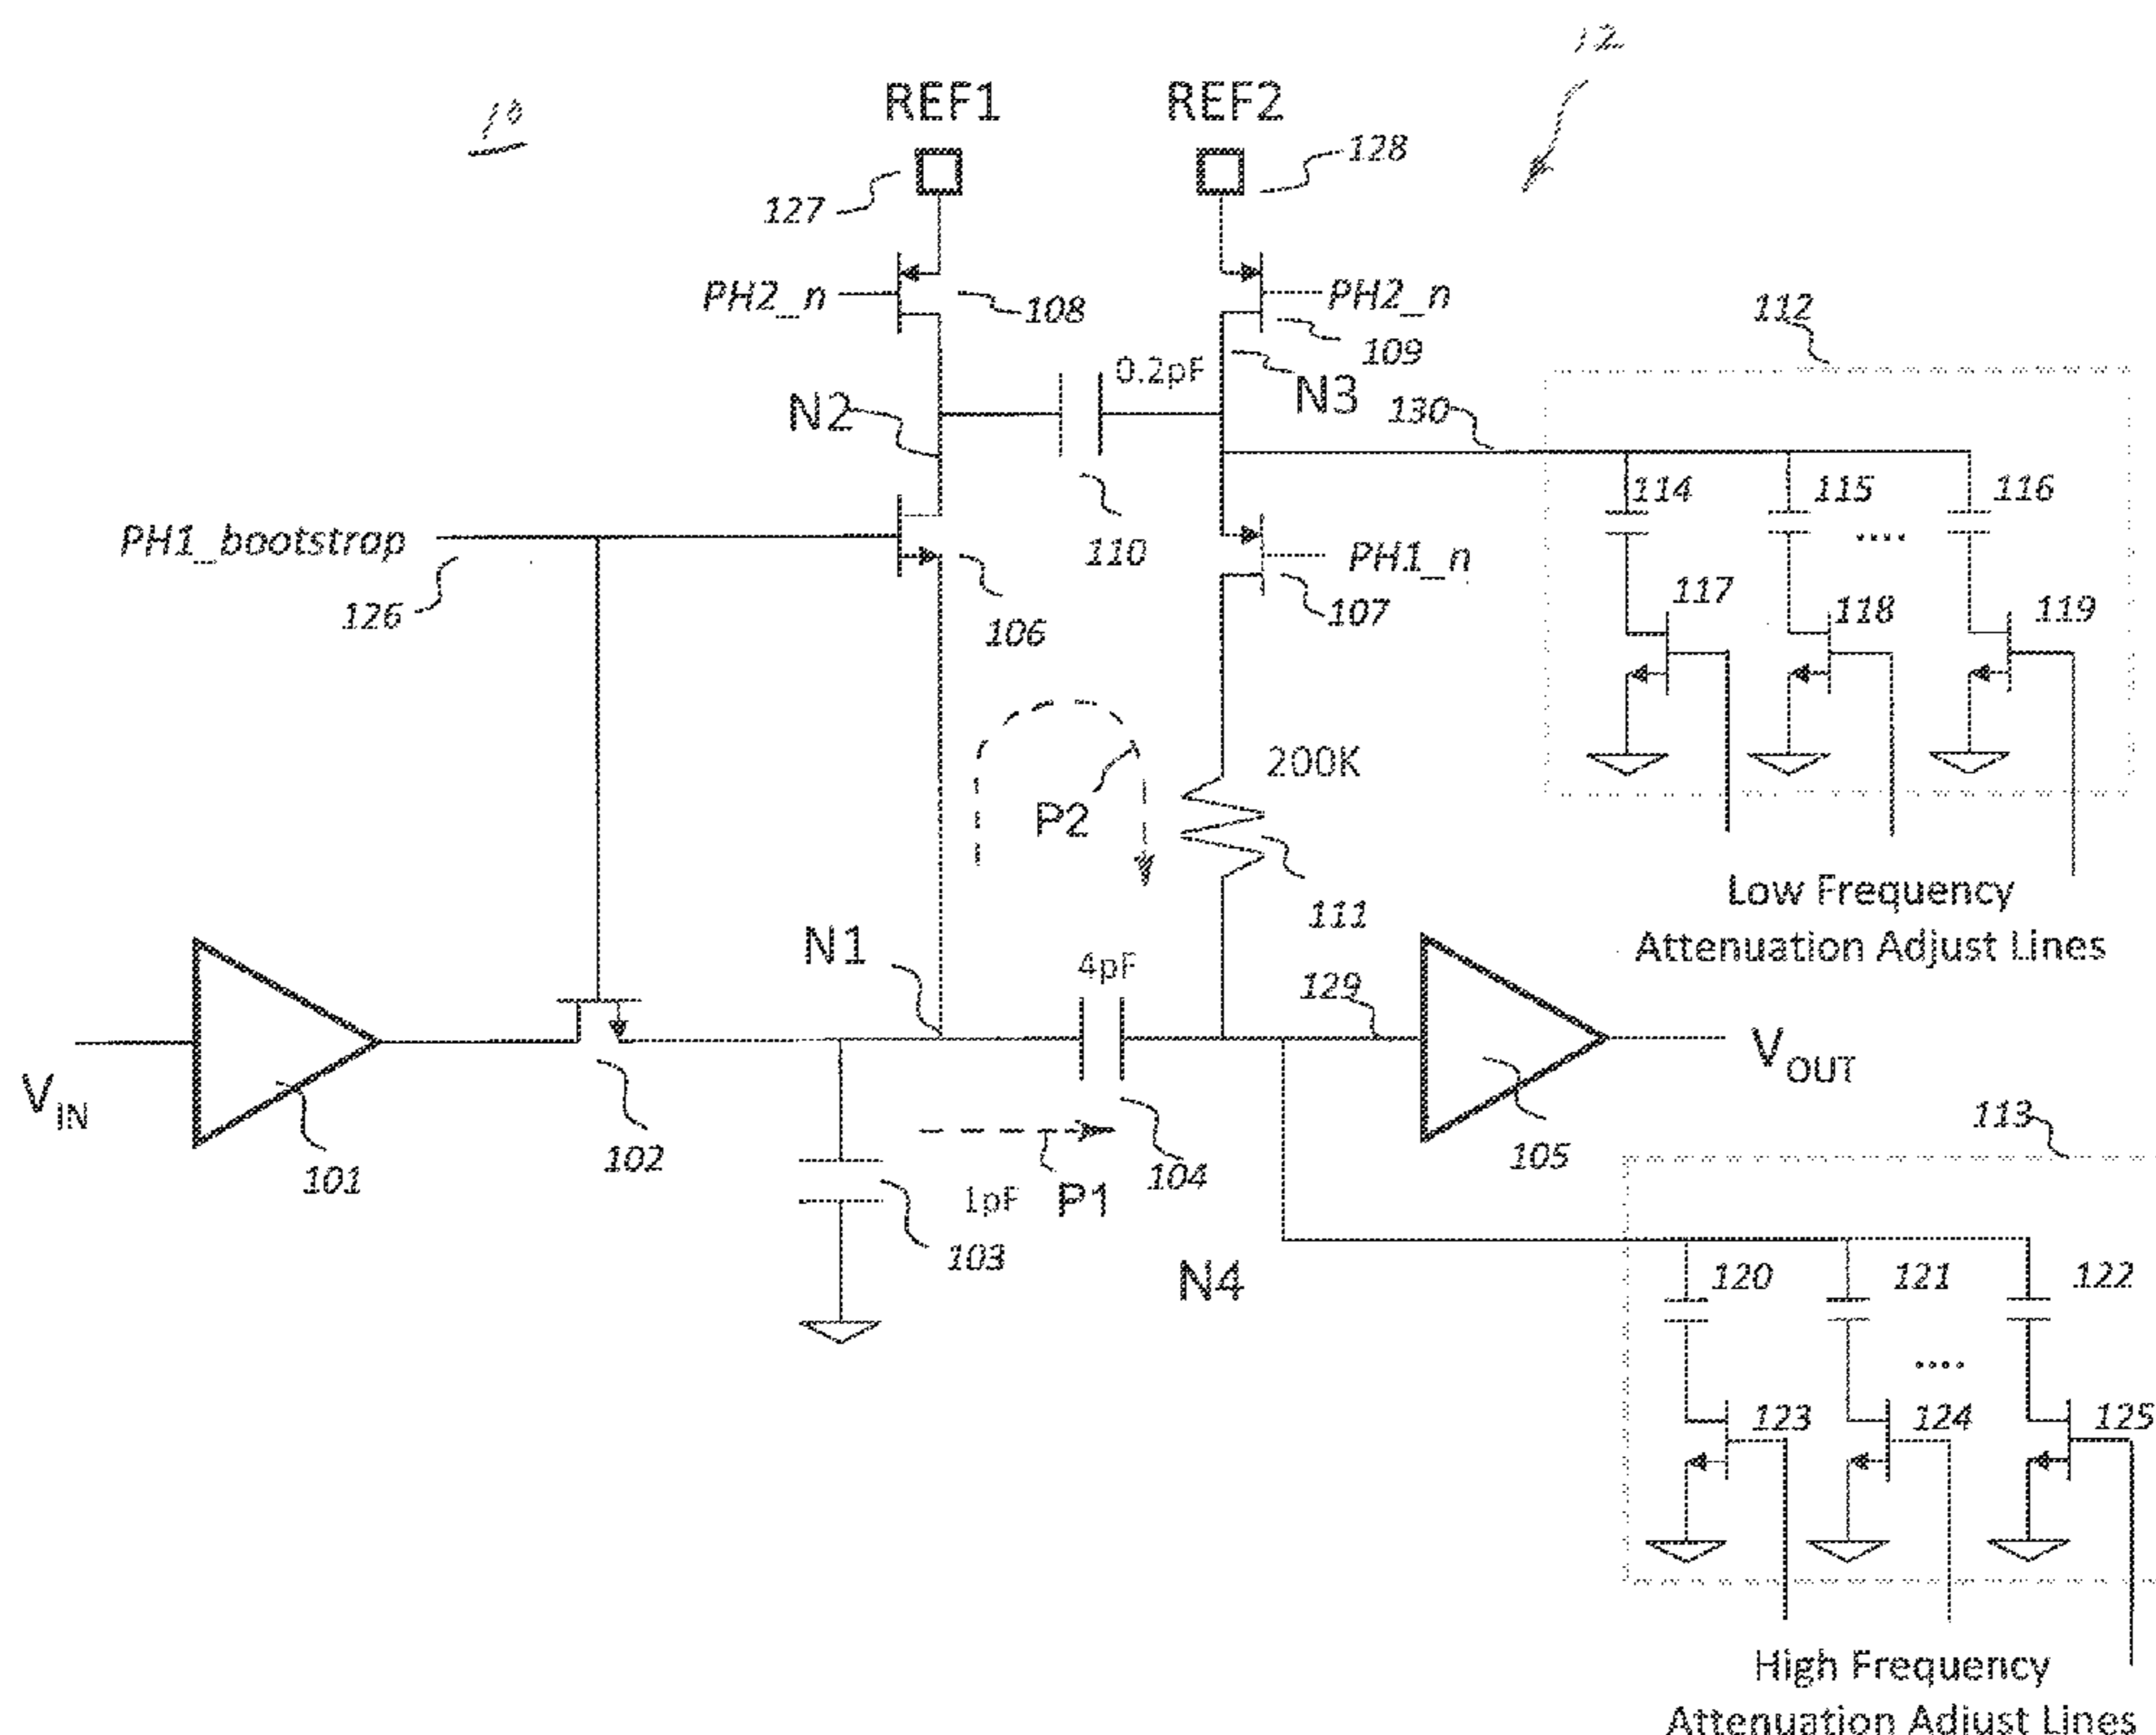 12
10
REF1
REF2
127
128
PH2_n
108
PH2_n
109
112
0.2pF
N2
N3
130
114
115
116
....
PH1_bootstrap
126
110
PH1_n
107
106
117
118
119
200K
P2
111
Low Frequency
Attenuation Adjust Lines
N1
4pF
129
VIN
101
102
104
105
VOUT
113
1pF
P1
103
N4
120
121
122
....
123
124
125
High Frequency
Attenuation Adjust Lines